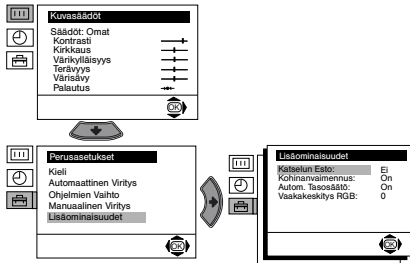 Kuvasäädöt
Säädöt: Omat
Kontrasti
Kirkkaus
Värikylläisyys
Terävyys
Värisävy
Palautus
OK
Perusasetukset
Kieli
Automaattinen Viritys
Ohjelmien Vaihto
Manuaalinen Viritys
Lisäominaisuudet
OK
Lisäominaisuudet
Katselun Esto: Ei
Kohinanvaimennus: On
Autom. Tasosäätö: On
Vaakakeskitys RGB: 0
OK